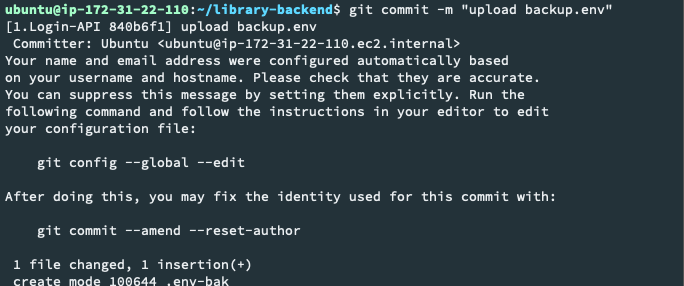 ubuntu@ip-172-31-22-110:~/library-backend$ git commit -m "upload backup.env"
[1.Login-API 840b6f1] upload backup.env
 Committer: Ubuntu <ubuntu@ip-172-31-22-110.ec2.internal>
Your name and email address were configured automatically based
on your username and hostname. Please check that they are accurate.
You can suppress this message by setting them explicitly. Run the
following command and follow the instructions in your editor to edit
your configuration file:

    git config --global --edit

After doing this, you may fix the identity used for this commit with:

    git commit --amend --reset-author

 1 file changed, 1 insertion(+)
 create mode 100644 .env-bak